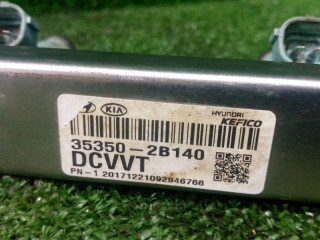 KIA
HYUNDAI
KEFICO
35350-2B140
DCVVT
PN-1 20171221092946766